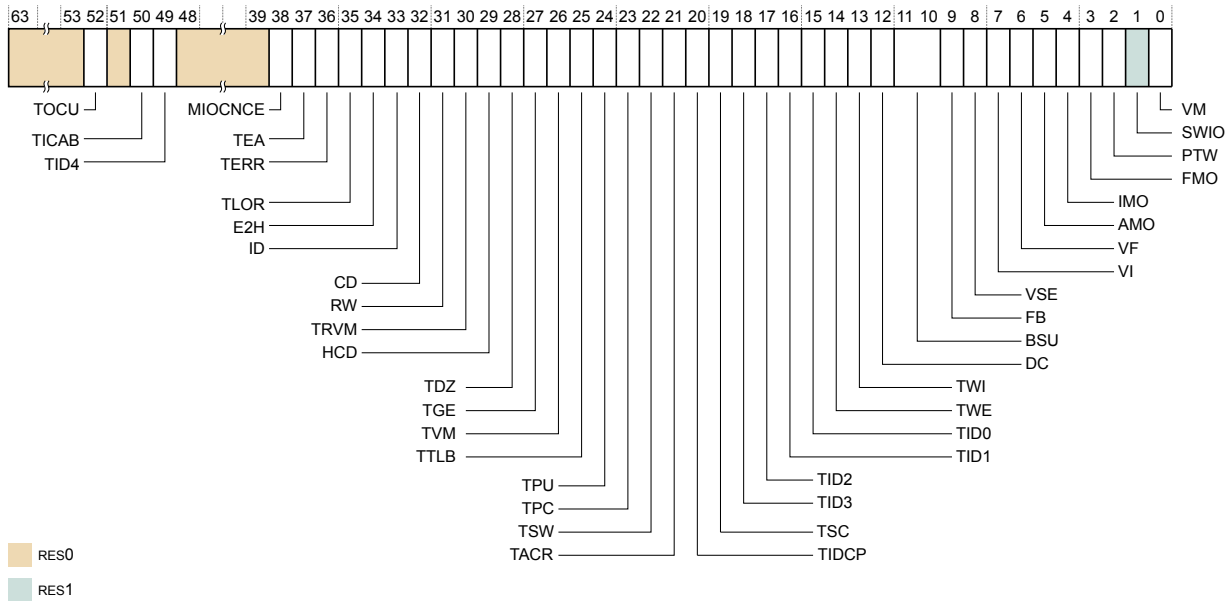 63 53 52 51 50 49 48 39 38 37 36 35 34 33 32 31 30 29 28 27 26 25 24 23 22 21 20 19 18 17 16 15 14 13 12 11 10 9 8 7 6 5 4 3 2 1 0
TOCU MIOCNCE VM
SWIO
TICAB TEA
PTW
TID4 TERR
FMO
TLOR IMO
E2H AMO
ID VF
VI
CD
VSE
RW
FB
TRVM
BSU
HCD
DC
TDZ TWI
TGE TWE
TVM TID0
TTLB TID1
TPU TID2
TPC TID3
TSW TSC
TACR TIDCP
RES0
RES1